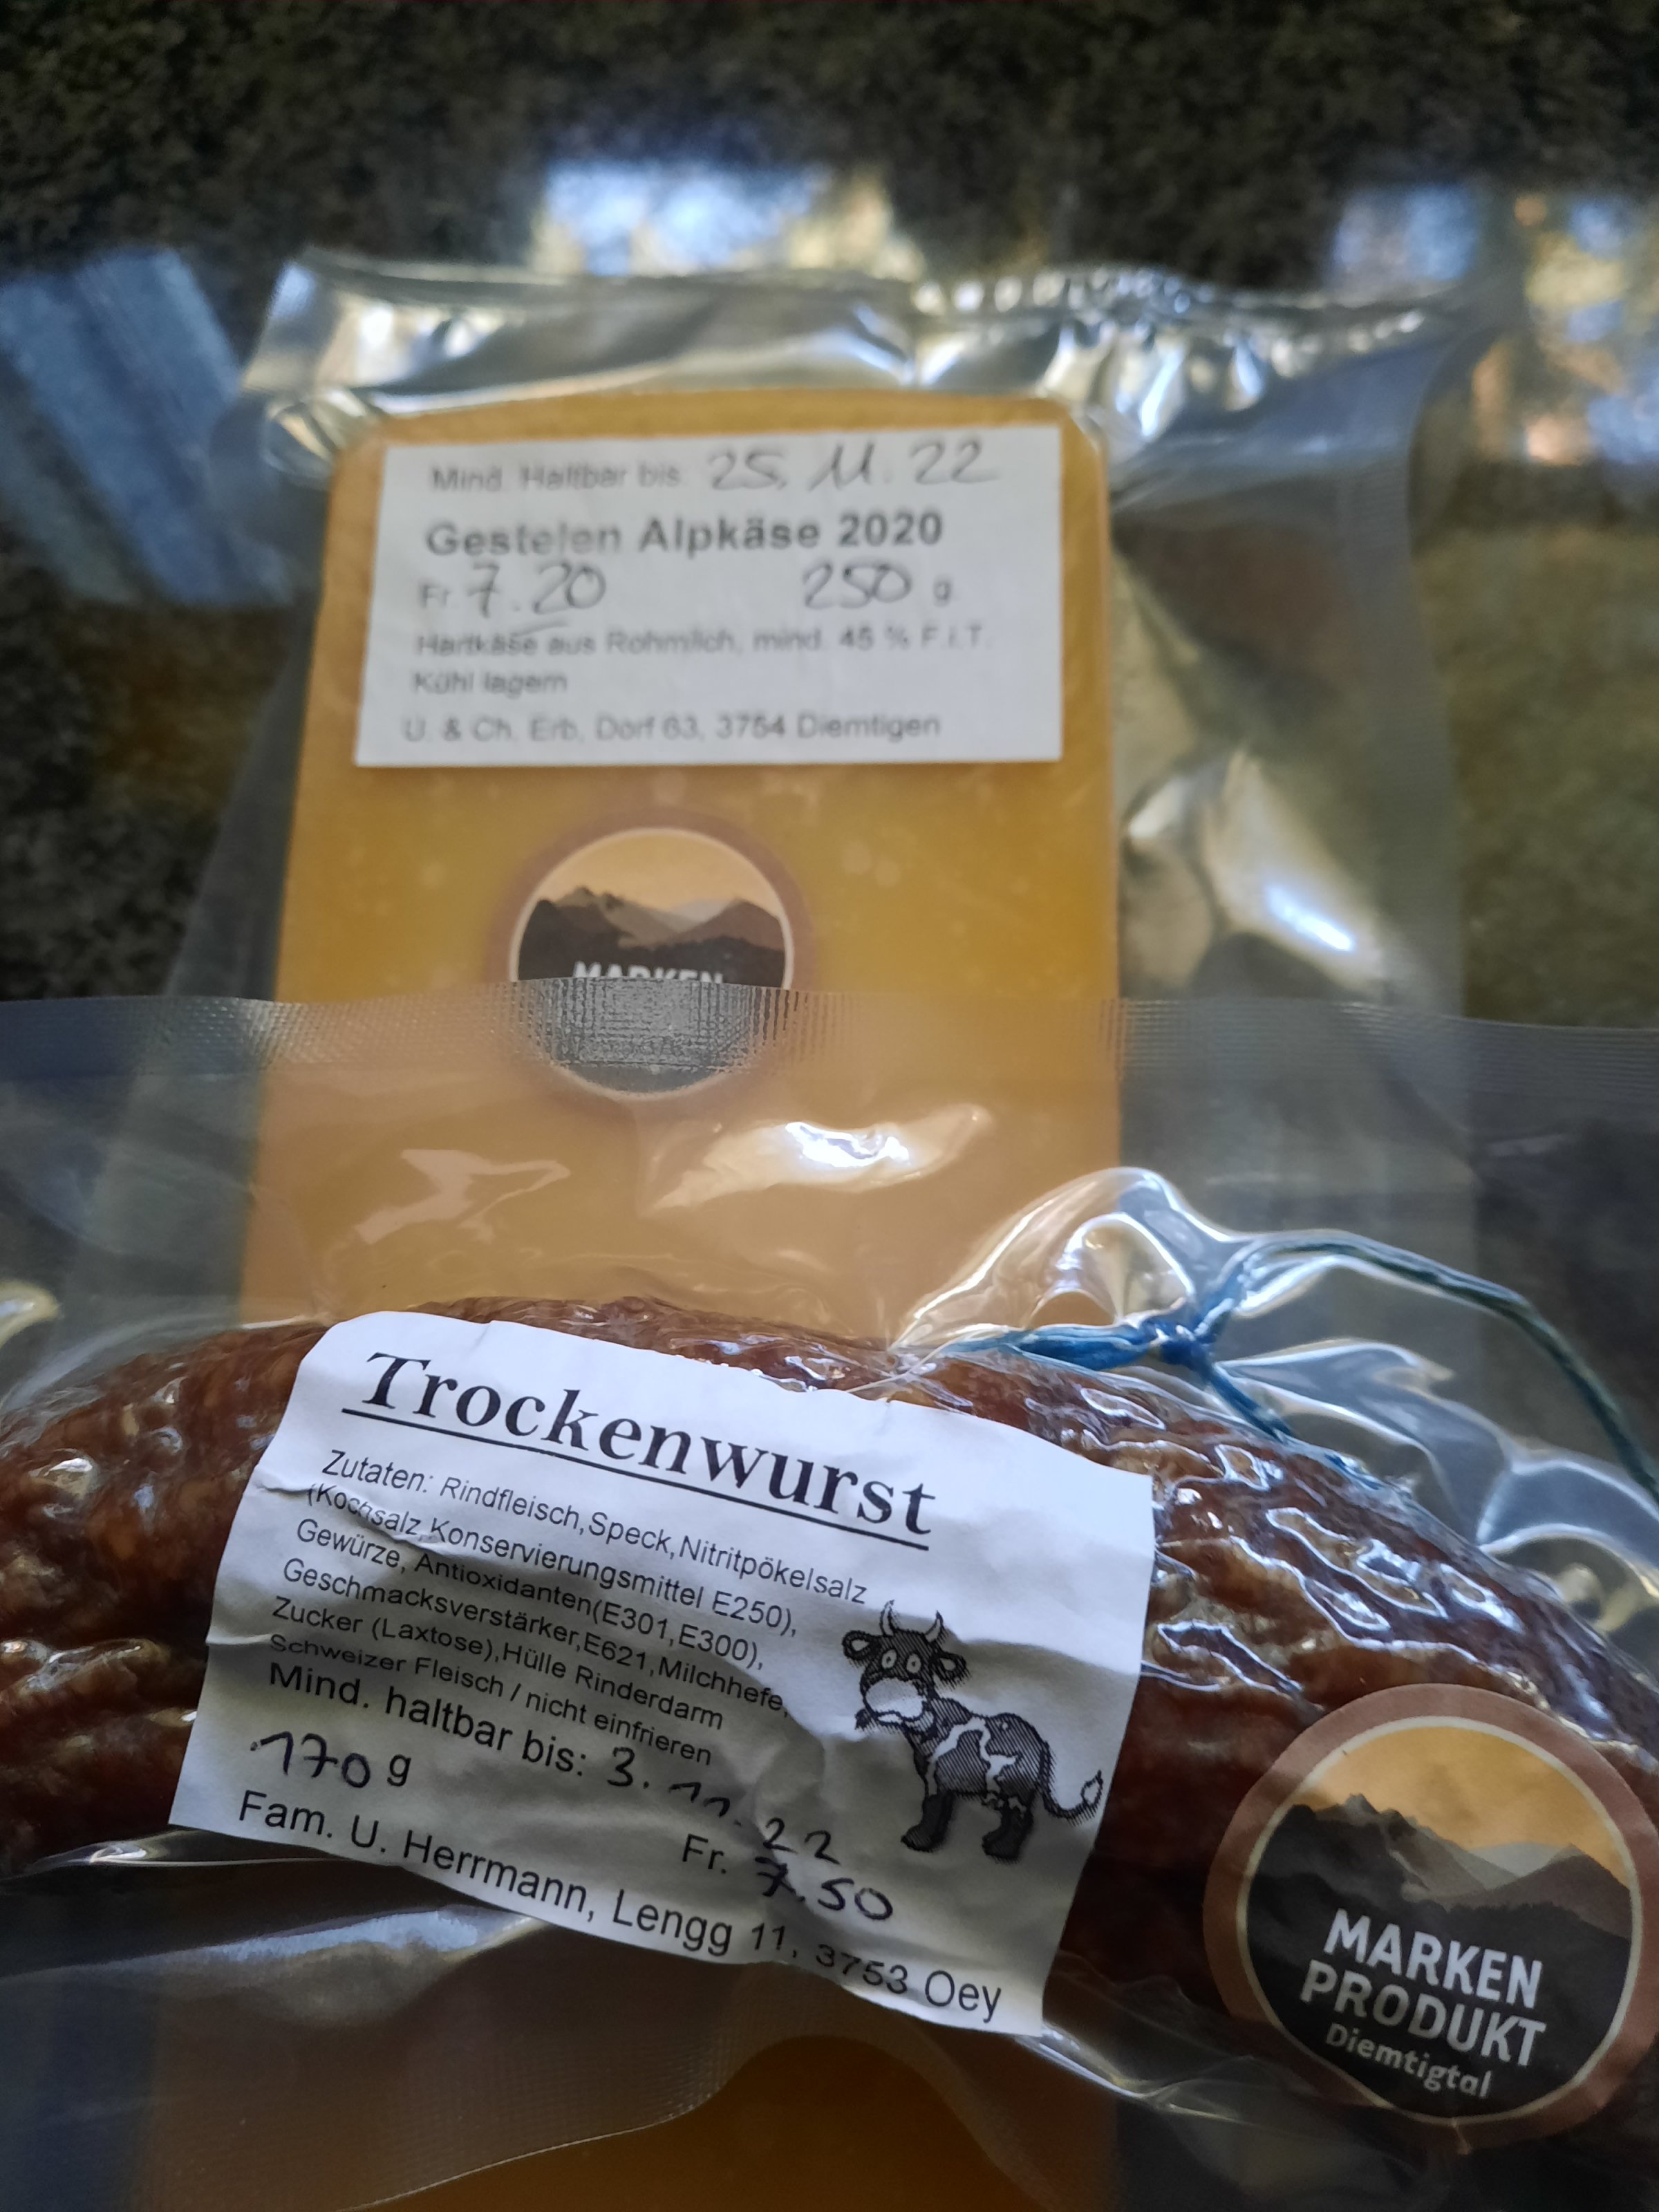 Mind. Haltbar bis: 25. 11. 22
Gestelen Alpkäse 2020
Fr. 7.20 250 g
Hartkäse aus Rohmilch, mind. 45 % F.i.T.
Kühl lagern
U. & Ch. Erb, Dorf 63, 3754 Diemtigen
MARKEN
Trockenwurst
Zutaten: Rindfleisch,Speck,Nitritpökelsalz
(Kochsalz,Konservierungsmittel E250),
Gewürze, Antioxidanten(E301,E300),
Geschmacksverstärker,E621,Milchhefe,
Zucker (Laxtose),Hülle Rinderdarm
Schweizer Fleisch / nicht einfrieren
Mind. haltbar bis: 3. 11. 22
170 g Fr. 7.50
Fam. U. Herrmann, Lengg 11, 3753 Oey
MARKEN
PRODUKT
Diemtigtal